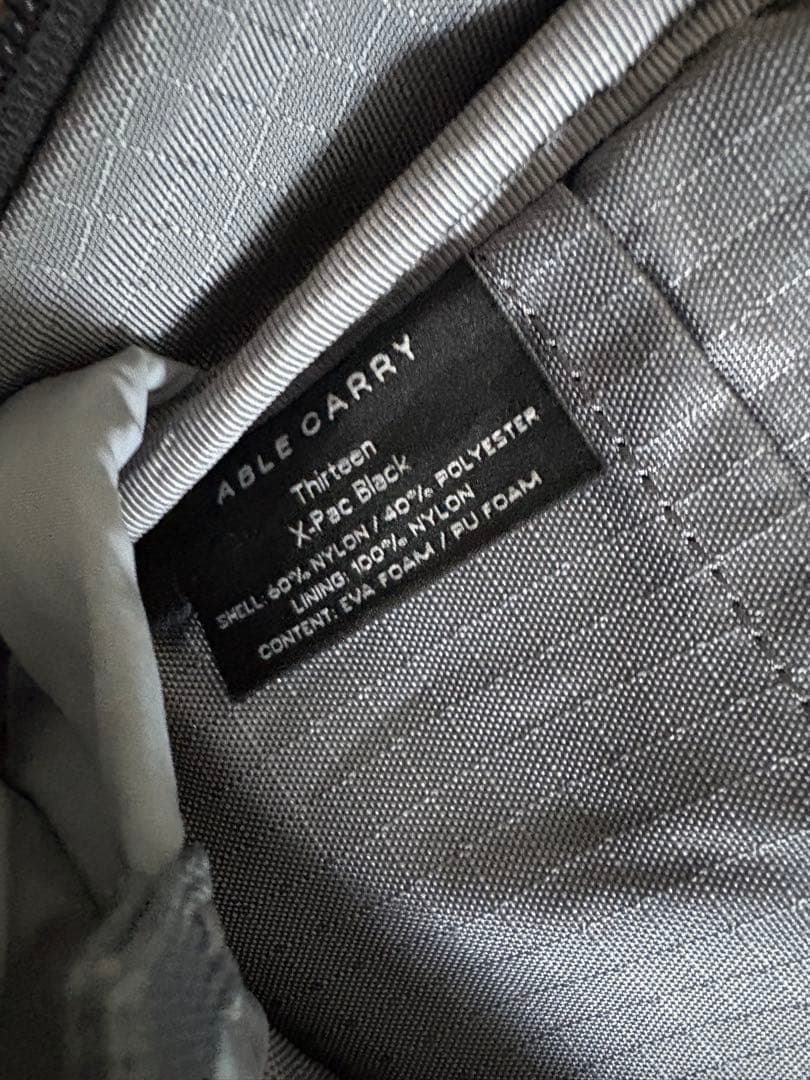 ABLE CARRY
Thirteen
X-Pac Black
SHELL: 60% NYLON / 40% POLYESTER
LINING: 100% NYLON
CONTENT: EVA FOAM / PU FOAM